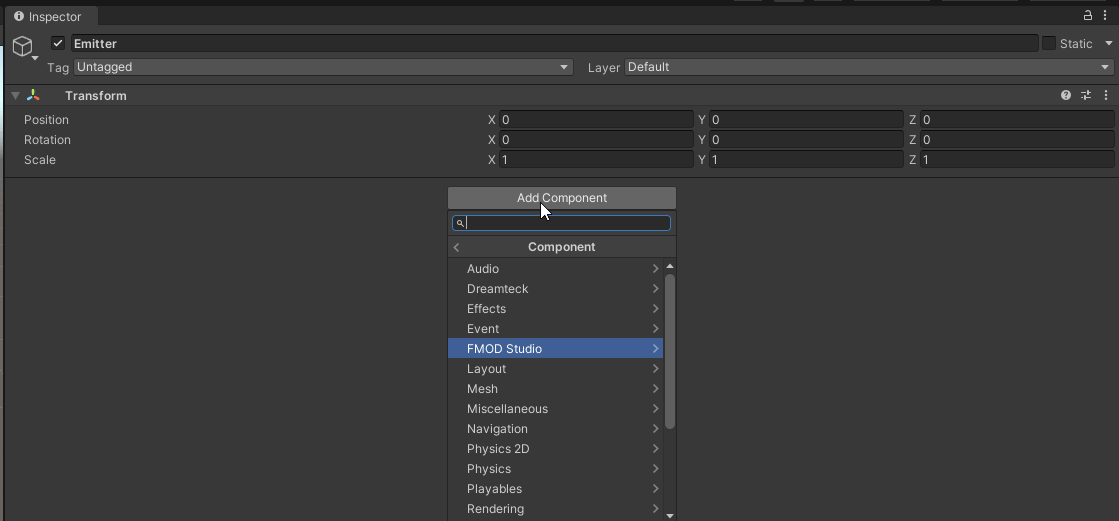 Inspector
Emitter
Static
Tag Untagged Layer Default
Transform
Position X 0 Y 0 Z 0
Rotation X 0 Y 0 Z 0
Scale X 1 Y 1 Z 1
Add Component
Component
Audio
Dreamteck
Effects
Event
FMOD Studio
Layout
Mesh
Miscellaneous
Navigation
Physics 2D
Physics
Playables
Rendering